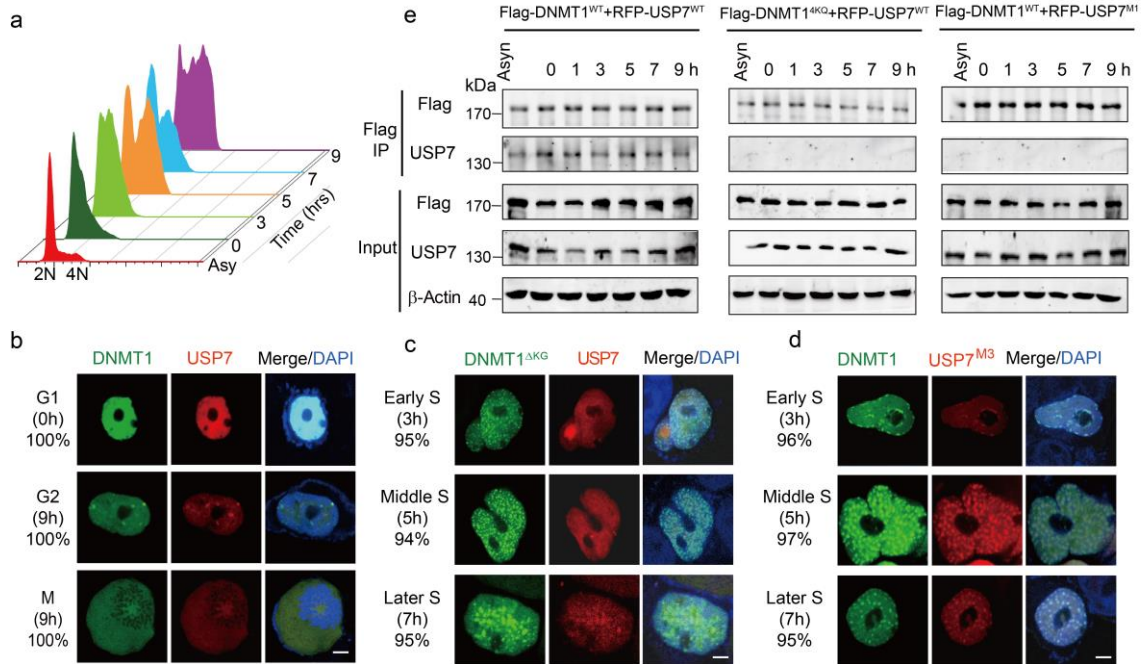 a
2N 4N
Asy
0
3
5
7
9
Time (hrs)
e
Flag-DNMT1WT+RFP-USP7WT
Flag-DNMT14KQ+RFP-USP7WT
Flag-DNMT1WT+RFP-USP7M1
Asyn 0 1 3 5 7 9 h
Asyn 0 1 3 5 7 9 h
Asyn 0 1 3 5 7 9 h
kDa
Flag IP
Flag
170
USP7
130
Input
Flag
170
USP7
130
β-Actin
40
b
DNMT1 USP7 Merge/DAPI
G1
(0h)
100%
G2
(9h)
100%
M
(9h)
100%
c
DNMT1ΔKG USP7 Merge/DAPI
Early S
(3h)
95%
Middle S
(5h)
94%
Later S
(7h)
95%
d
DNMT1 USP7M3 Merge/DAPI
Early S
(3h)
96%
Middle S
(5h)
97%
Later S
(7h)
95%